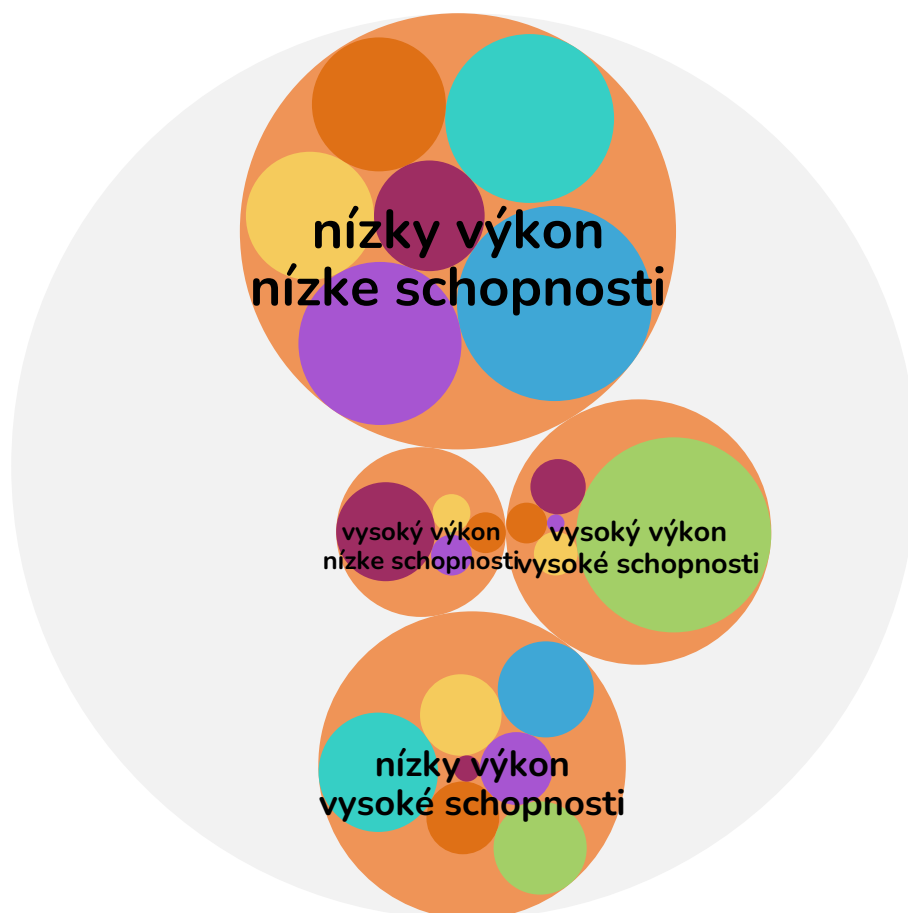 nízky výkon
nízke schopnosti
vysoký výkon
nízke schopnosti
vysoký výkon
vysoké schopnosti
nízky výkon
vysoké schopnosti